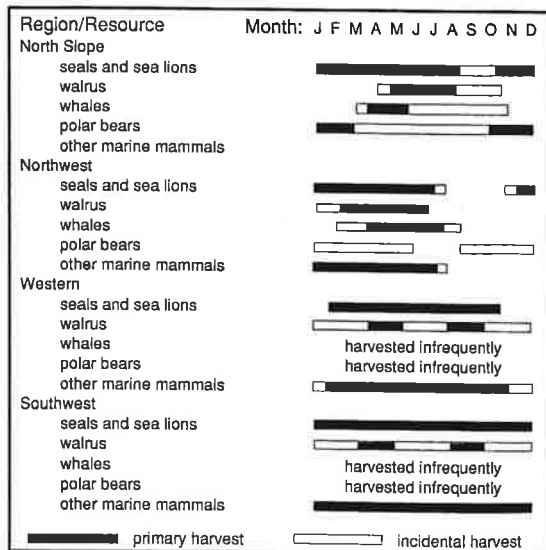 Region/Resource Month: J F M A M J J A S O N D
North Slope
seals and sea lions
walrus
whales
polar bears
other marine mammals
Northwest
seals and sea lions
walrus
whales
polar bears
other marine mammals
Western
seals and sea lions
walrus
whales harvested infrequently
polar bears harvested infrequently
other marine mammals
Southwest
seals and sea lions
walrus
whales harvested infrequently
polar bears harvested infrequently
other marine mammals
primary harvest incidental harvest